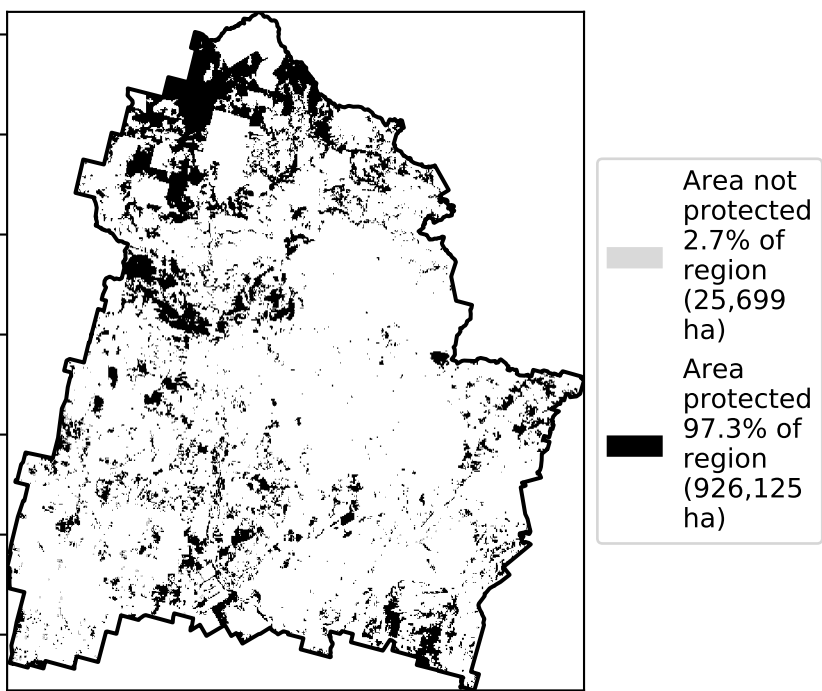 Area not
protected
2.7% of
region
(25,699
ha)
Area
protected
97.3% of
region
(926,125
ha)